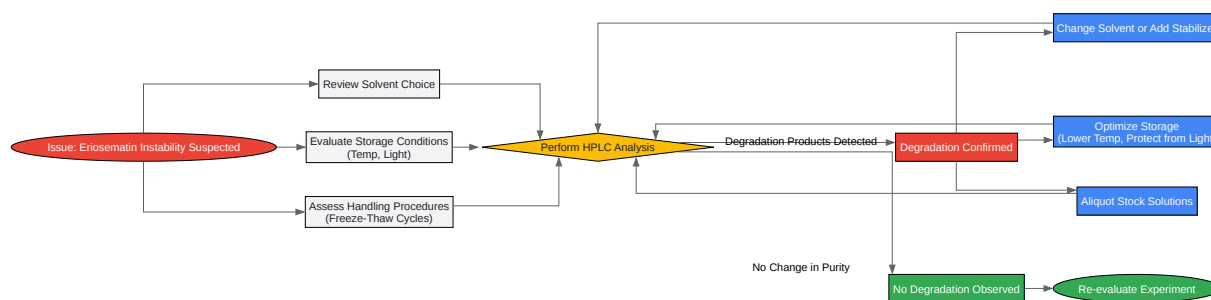 Change Solvent or Add Stabilize
Review Solvent Choice
Issue: Eriosematin Instability Suspected
Evaluate Storage Conditions
(Temp, Light)
Perform HPLC Analysis
Degradation Products Detected
Degradation Confirmed
Optimize Storage
(Lower Temp, Protect from Light
Assess Handling Procedures
(Freeze-Thaw Cycles)
Aliquot Stock Solutions
No Change in Purity
No Degradation Observed
Re-evaluate Experiment